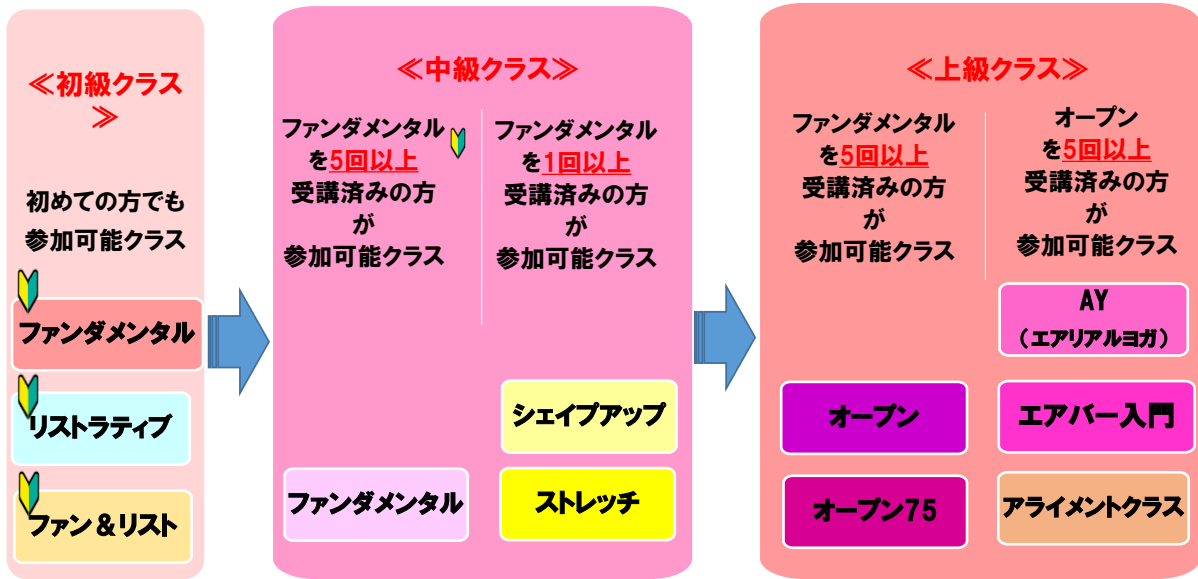 ≪初級クラス
≫
初めての方でも
参加可能クラス
ファンダメンタル
リストラティブ
ファン＆リスト
≪中級クラス≫
ファンダメンタル
を5回以上
受講済みの方
が
参加可能クラス
ファンダメンタル
を1回以上
受講済みの方
が
参加可能クラス
シェイプアップ
ファンダメンタル
ストレッチ
≪上級クラス≫
ファンダメンタル
を5回以上
受講済みの方
が
参加可能クラス
オープン
を5回以上
受講済みの方
が
参加可能クラス
AY
（エアリアルヨガ）
オープン
エアバー入門
オープン75
アライメントクラス